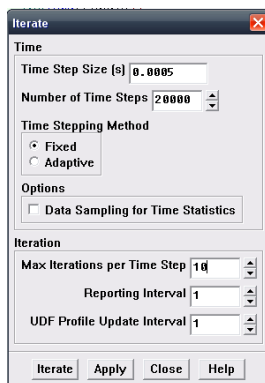 Iterate
Time
Time Step Size (s) 0.0005
Number of Time Steps 20000
Time Stepping Method
Fixed
Adaptive
Options
Data Sampling for Time Statistics
Iteration
Max Iterations per Time Step 10
Reporting Interval 1
UDF Profile Update Interval 1
Iterate Apply Close Help